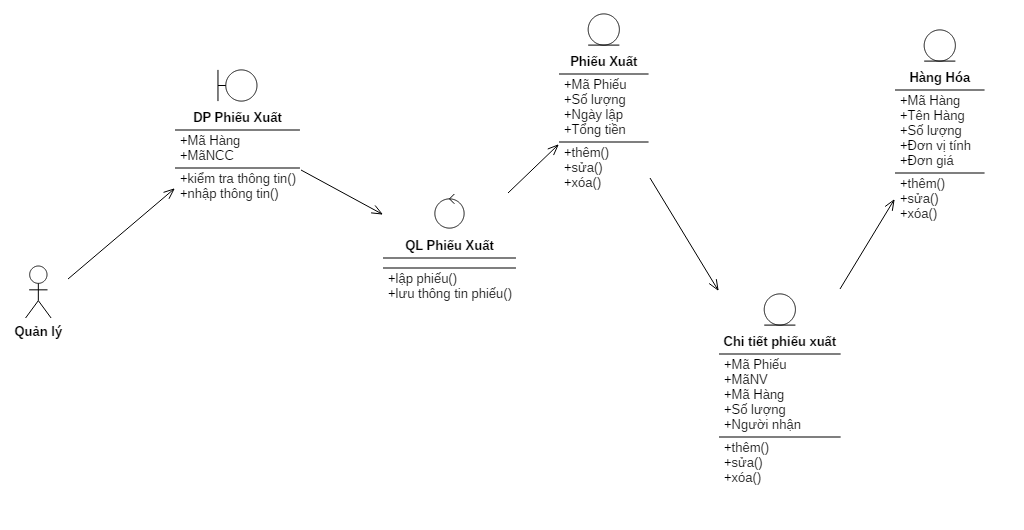 Quản lý
DP Phiếu Xuất
+Mã Hàng
+MãNCC
+kiểm tra thông tin()
+nhập thông tin()
QL Phiếu Xuất
+lập phiếu()
+lưu thông tin phiếu()
Phiếu Xuất
+Mã Phiếu
+Số lượng
+Ngày lập
+Tổng tiền
+thêm()
+sửa()
+xóa()
Chi tiết phiếu xuất
+Mã Phiếu
+MãNV
+Mã Hàng
+Số lượng
+Người nhận
+thêm()
+sửa()
+xóa()
Hàng Hóa
+Mã Hàng
+Tên Hàng
+Số lượng
+Đơn vị tính
+Đơn giá
+thêm()
+sửa()
+xóa()